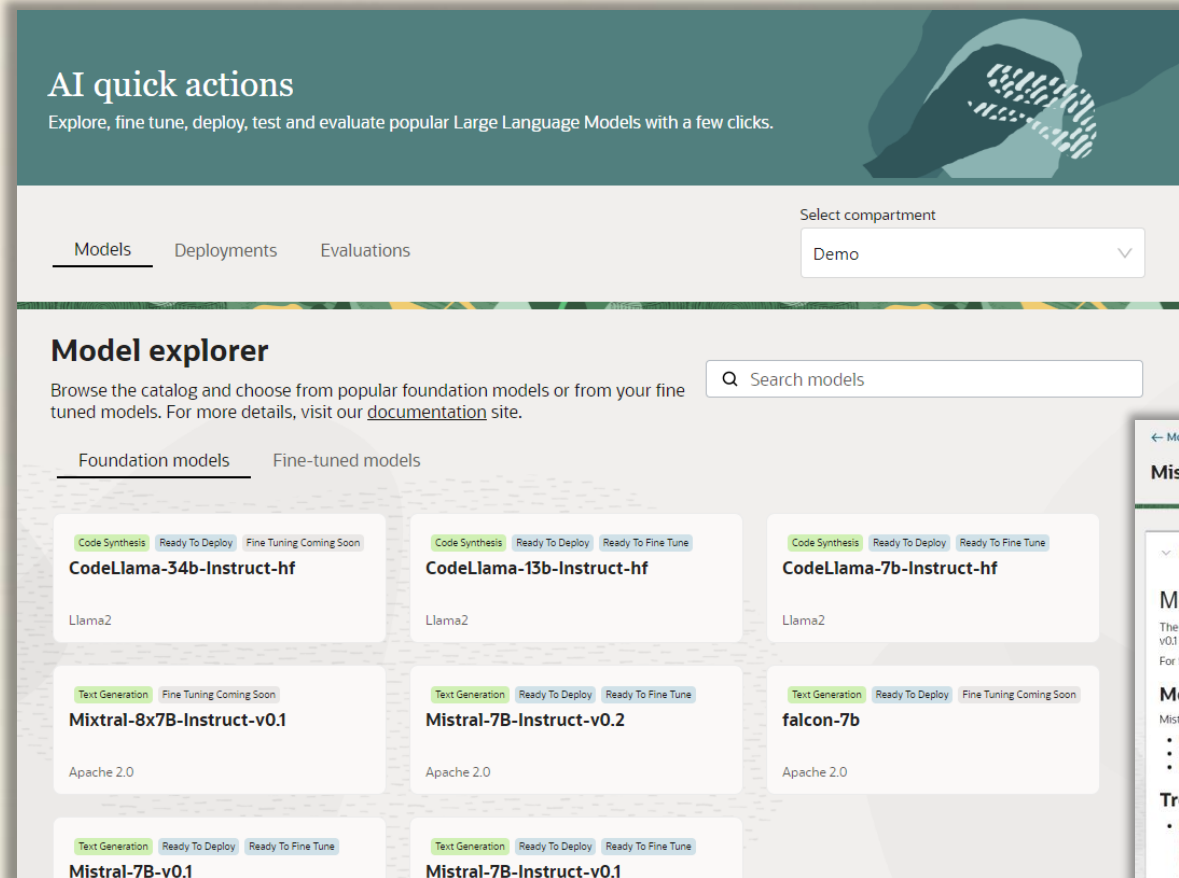 AI quick actions
Explore, fine tune, deploy, test and evaluate popular Large Language Models with a few clicks.
Select compartment
Models Deployments Evaluations
Demo
Model explorer
Search models
Browse the catalog and choose from popular foundation models or from your fine
tuned models. For more details, visit our documentation site.
Foundation models Fine-tuned models
Code Synthesis Ready To Deploy Fine Tuning Coming Soon
CodeLlama-34b-Instruct-hf
Llama2
Code Synthesis Ready To Deploy Ready To Fine Tune
CodeLlama-13b-Instruct-hf
Llama2
Code Synthesis Ready To Deploy Ready To Fine Tune
CodeLlama-7b-Instruct-hf
Llama2
Text Generation Fine Tuning Coming Soon
Mixtral-8x7B-Instruct-v0.1
Apache 2.0
Text Generation Ready To Deploy Ready To Fine Tune
Mistral-7B-Instruct-v0.2
Apache 2.0
Text Generation Ready To Deploy Fine Tuning Coming Soon
falcon-7b
Apache 2.0
Text Generation Ready To Deploy Ready To Fine Tune
Mistral-7B-v0.1
Text Generation Ready To Deploy Ready To Fine Tune
Mistral-7B-Instruct-v0.1
The
v0.1
For